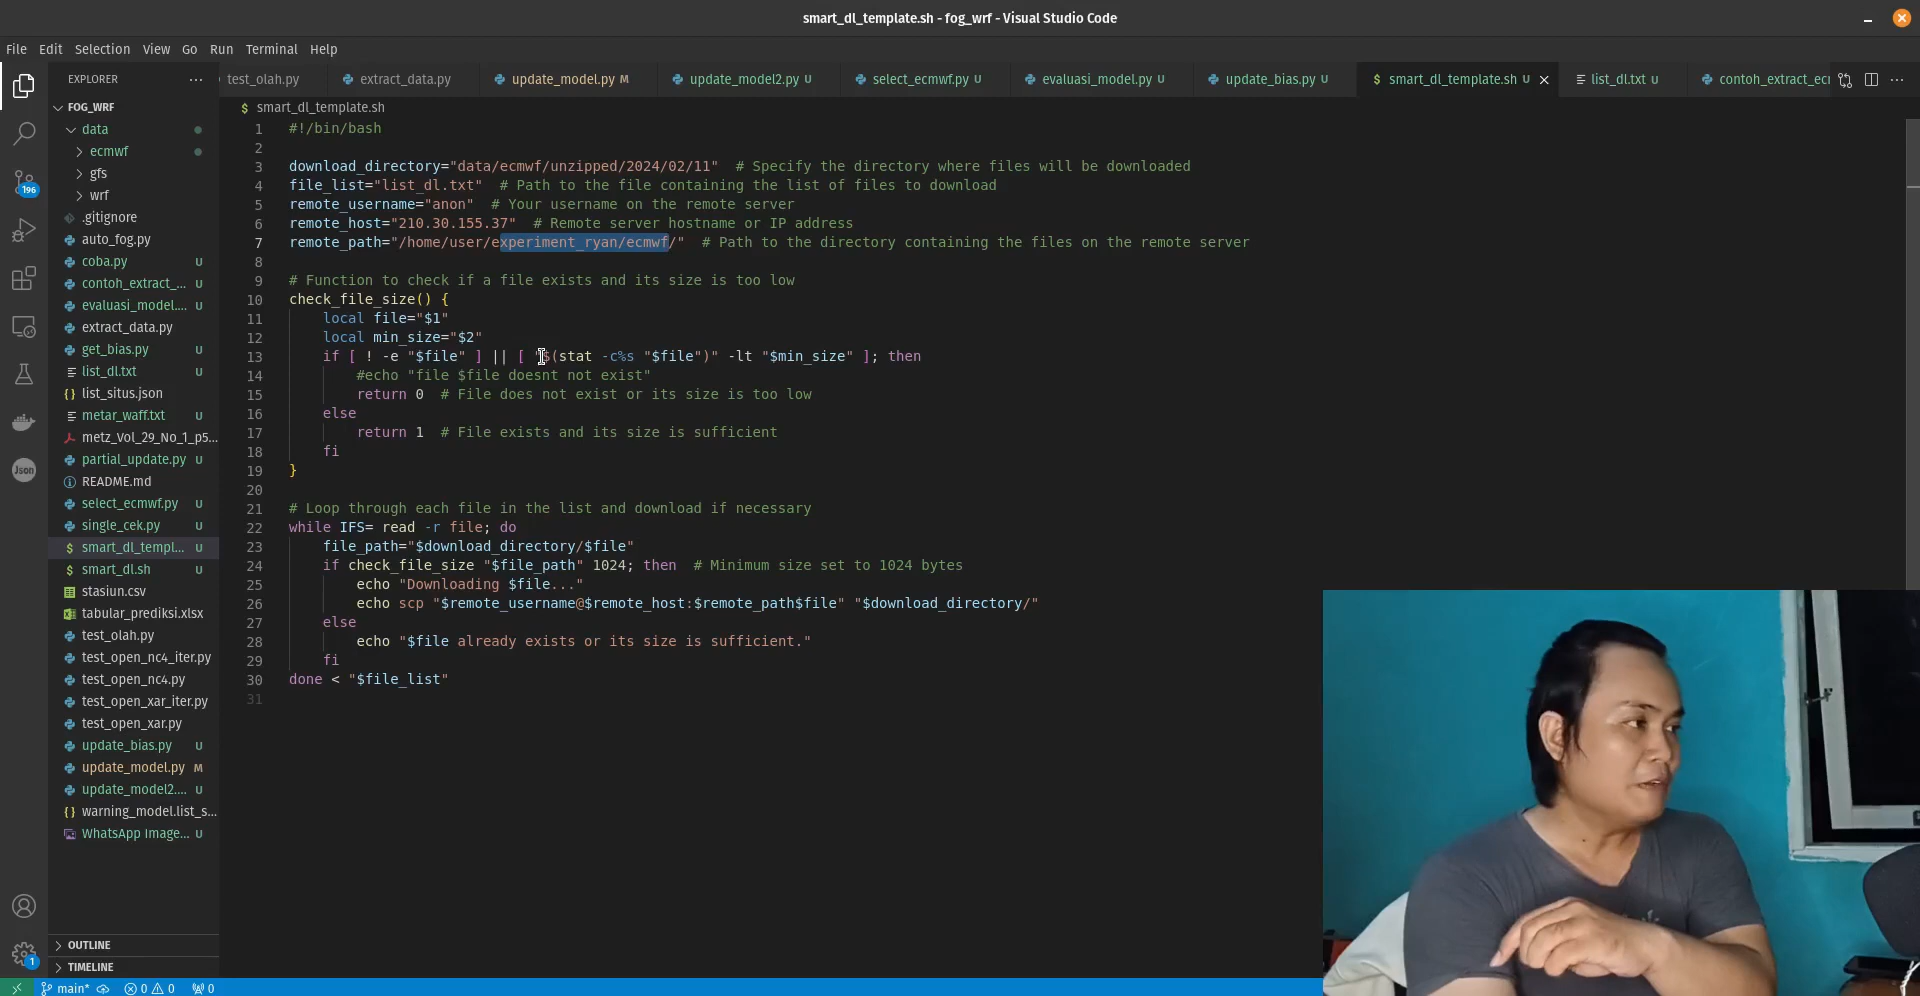 smart_dl_template.sh - fog_wrf - Visual Studio Code
File Edit Selection View Go Run Terminal Help
EXPLORER
FOG_WRF
data
ecmwf
gfs
wrf
.gitignore
auto_fog.py
coba.py U
contoh_extract_... U
evaluasi_model.... U
extract_data.py
get_bias.py U
list_dl.txt U
list_situs.json
metar_waff.txt U
metz_Vol_29_No_1_p5...
partial_update.py U
README.md
select_ecmwf.py U
single_cek.py U
smart_dl_templ... U
smart_dl.sh U
stasiun.csv
tabular_prediksi.xlsx
test_olah.py
test_open_nc4_iter.py
test_open_nc4.py
test_open_xar_iter.py
test_open_xar.py
update_bias.py U
update_model.py M
update_model2.... U
warning_model.list_s...
WhatsApp Image... U
OUTLINE
TIMELINE
196
Json
1
test_olah.py extract_data.py update_model.py M update_model2.py U select_ecmwf.py U evaluasi_model.py U update_bias.py U smart_dl_template.sh U list_dl.txt U contoh_extract_ecr
$ smart_dl_template.sh
1 #!/bin/bash
2
3 download_directory="data/ecmwf/unzipped/2024/02/11" # Specify the directory where files will be downloaded
4 file_list="list_dl.txt" # Path to the file containing the list of files to download
5 remote_username="anon" # Your username on the remote server
6 remote_host="210.30.155.37" # Remote server hostname or IP address
7 remote_path="/home/user/experiment_ryan/ecmwf/" # Path to the directory containing the files on the remote server
8
9 # Function to check if a file exists and its size is too low
10 check_file_size() {
11 local file="$1"
12 local min_size="$2"
13 if [ ! -e "$file" ] || [ "$(stat -c%s "$file")" -lt "$min_size" ]; then
14 #echo "file $file doesnt not exist"
15 return 0 # File does not exist or its size is too low
16 else
17 return 1 # File exists and its size is sufficient
18 fi
19 }
20
21 # Loop through each file in the list and download if necessary
22 while IFS= read -r file; do
23 file_path="$download_directory/$file"
24 if check_file_size "$file_path" 1024; then # Minimum size set to 1024 bytes
25 echo "Downloading $file..."
26 echo scp "$remote_username@$remote_host:$remote_path$file" "$download_directory/"
27 else
28 echo "$file already exists or its size is sufficient."
29 fi
30 done < "$file_list"
31
main* 0 0 0